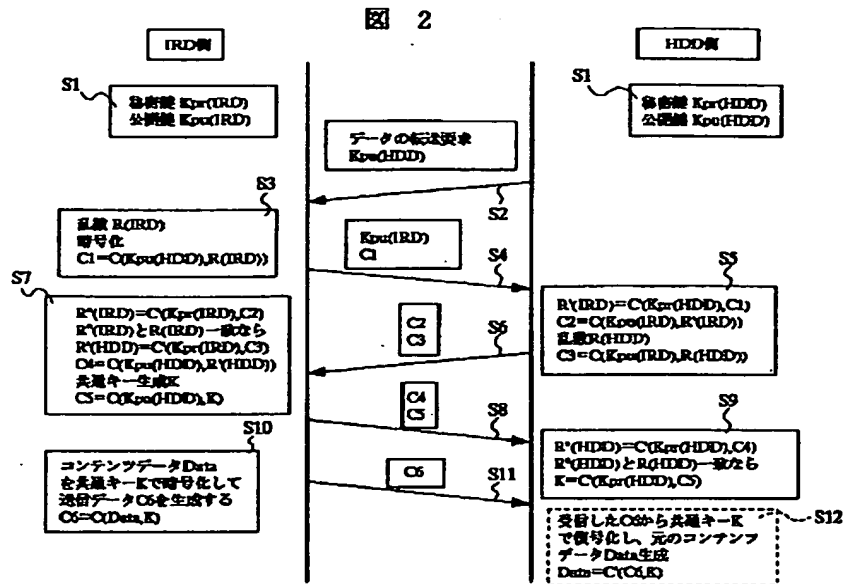 図 2
IRD側
HDD側
S1
秘密鍵 Kpr(IRD)
公開鍵 Kpu(IRD)
S1
秘密鍵 Kpr(HDD)
公開鍵 Kpu(HDD)
データの転送要求
Kpu(HDD)
S2
S3
乱数 R(IRD)
暗号化
C1=C(Kpu(HDD),R(IRD))
Kpu(IRD)
C1
S4
S5
R'(IRD)=C'(Kpr(HDD),C1)
C2=C(Kpu(IRD),R'(IRD))
乱数R(HDD)
C3=C(Kpu(IRD),R(HDD))
C2
C3
S6
S7
R"(IRD)=C'(Kpr(IRD),C2)
R"(IRD)とR(IRD)一致なら
R'(HDD)=C'(Kpr(IRD),C3)
C4=C(Kpu(HDD),R'(HDD))
共通キー生成K
C5=C(Kpu(HDD),K)
C4
C5
S8
S9
R"(HDD)=C'(Kpr(HDD),C4)
R"(HDD)とR(HDD)一致なら
K=C'(Kpr(HDD),C5)
S10
コンテンツデータData
を共通キーKで暗号化して
送信データC6を生成する
C6=C(Data,K)
C6
S11
S12
受信したC6から共通キーK
で復号化し、元のコンテンツ
データData生成
Data=C'(C6,K)